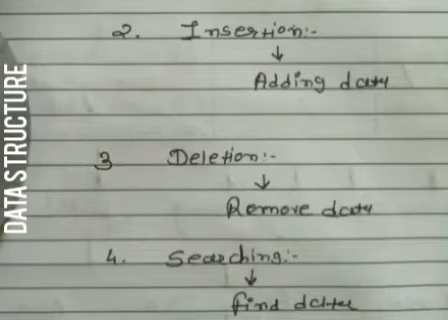 DATA STRUCTURE
2. Insertion:-
↓
Adding data
3 Deletion:-
↓
Remove data
4. Searching:-
↓
find data